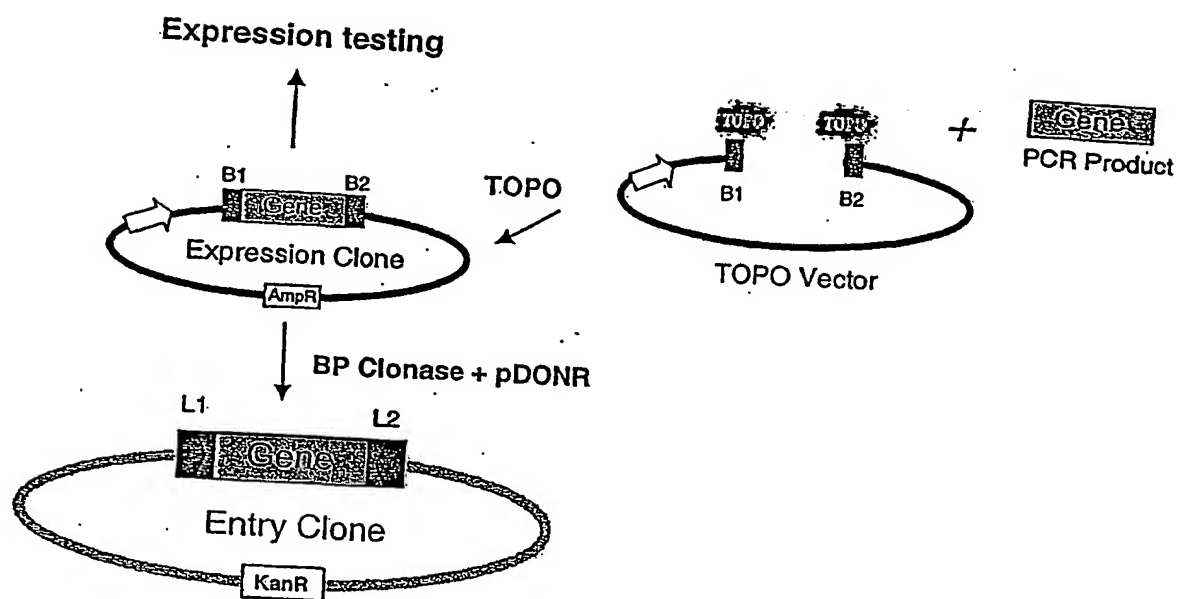 Expression testing
TOPO
TOPO
+
Gene
PCR Product
B1
B2
TOPO Vector
TOPO
B1
B2
Gene
Expression Clone
AmpR
BP Clonase + pDONR
L1
L2
Gene
Entry Clone
KanR